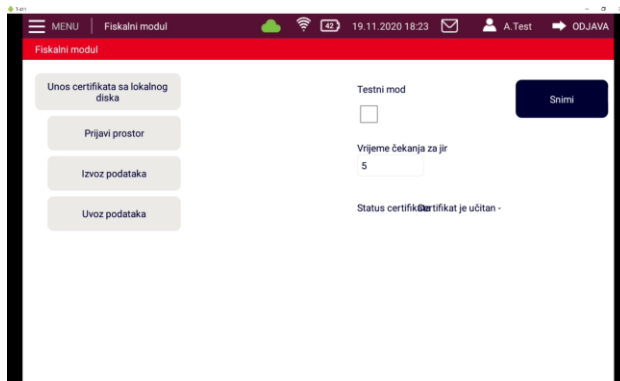 MENU Fiskalni modul 42 19.11.2020 18:23 A.Test ODJAVA
Fiskalni modul
Unos certifikata sa lokalnog
diska
Prijavi prostor
Izvoz podataka
Uvoz podataka
Testni mod
Vrijeme čekanja za jir
5
Status certifikata Certifikat je učitan -
Snimi